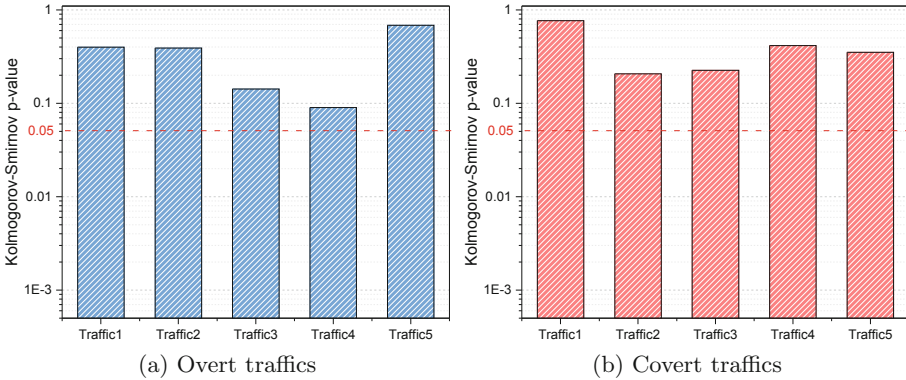 Kolmogorov-Smirnov p-value
1
0.1
0.05
0.01
1E-3
Traffic1 Traffic2 Traffic3 Traffic4 Traffic5
(a) Overt traffics
Kolmogorov-Smirnov p-value
1
0.1
0.05
0.01
1E-3
Traffic1 Traffic2 Traffic3 Traffic4 Traffic5
(b) Covert traffics